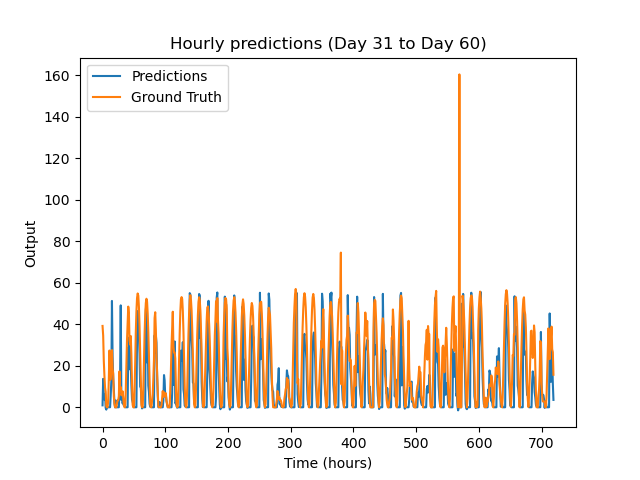 Hourly predictions (Day 31 to Day 60)
Predictions
Ground Truth
160
140
120
100
80
60
40
20
0
Output
0 100 200 300 400 500 600 700
Time (hours)